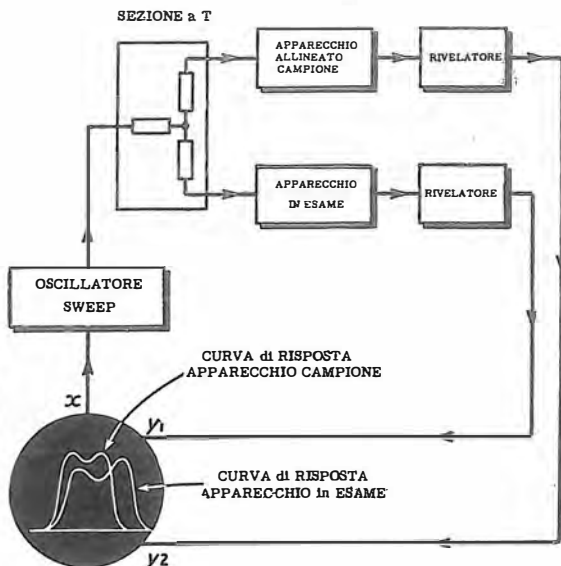 SEZIONE a T
APPARECCHIO
ALLINEATO
CAMPIONE
RIVELATORE
APPARECCHIO
IN ESAME
RIVELATORE
OSCILLATORE
SWEEP
CURVA di RISPOSTA
APPARECCHIO CAMPIONE
x
y1
CURVA di RISPOSTA
APPARECCHIO in ESAME
y2